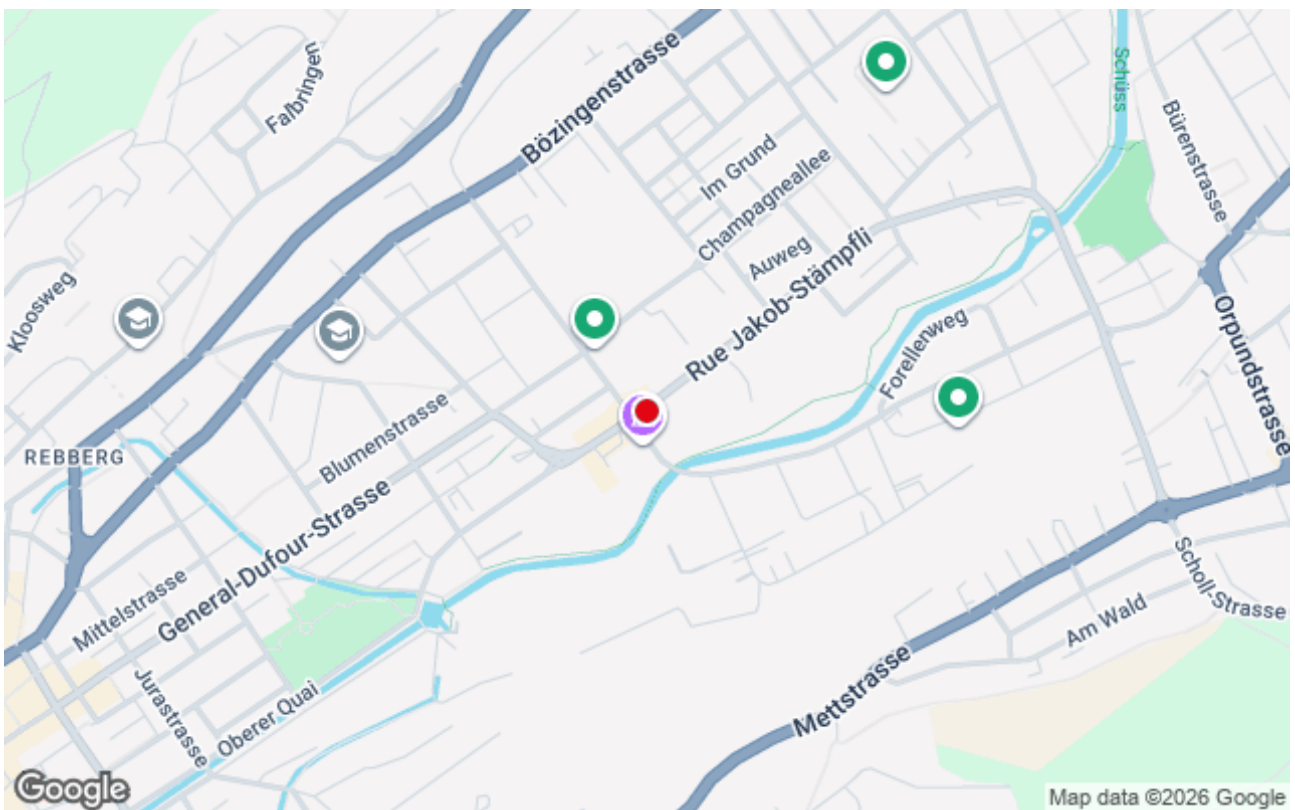 Falbringen
Bözingenstrasse
Schüss
Bürenstrasse
Im Grund
Champagneallee
Auweg
Kloosweg
Rue Jakob-Stämpfli
Forellenweg
Orpundstrasse
Blumenstrasse
REBBERG
General-Dufour-Strasse
Mittelstrasse
Scholl-Strasse
Am Wald
Jurastrasse
Oberer Quai
Mettstrasse
Google
Map data ©2026 Google